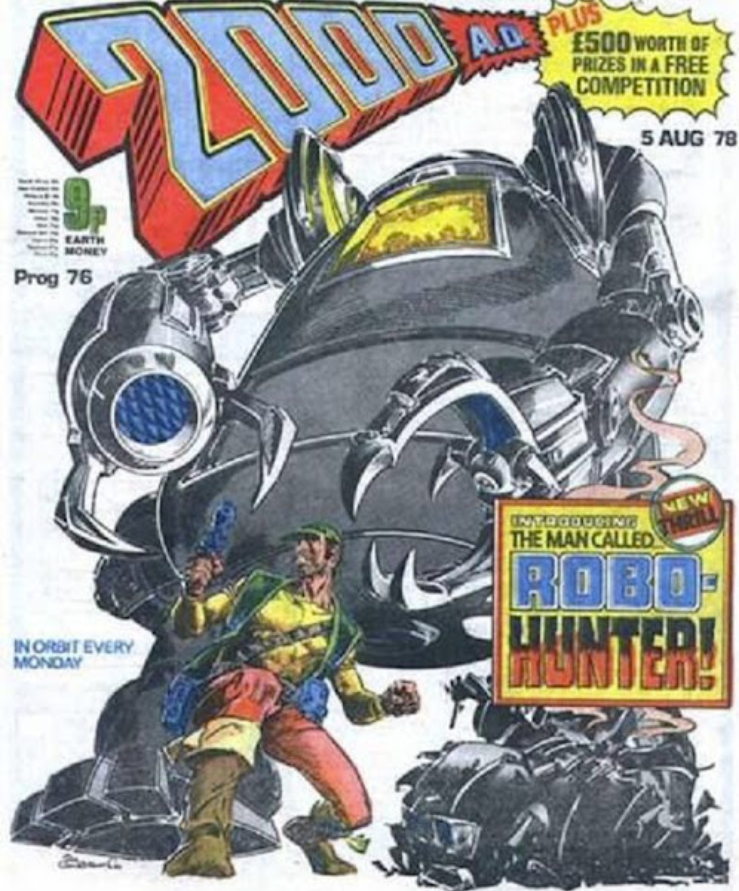 2000
A.D.
PLUS
£500 WORTH OF
PRIZES IN A FREE
COMPETITION
5 AUG 78
9p
EARTH
MONEY
Prog 76
INTRODUCING
THE MAN CALLED
ROBO-
HUNTER!
NEW
THRILL
IN ORBIT EVERY
MONDAY